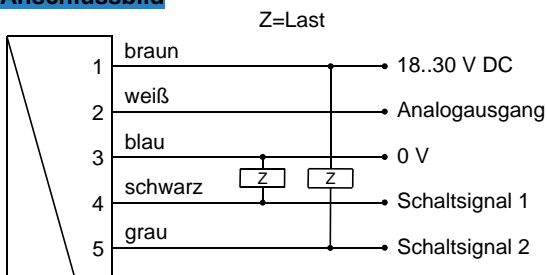 Anschlussbild
Z=Last
1 braun 18..30 V DC
2 weiß Analogausgang
3 blau 0 V
Z Z
4 schwarz Schaltsignal 1
5 grau Schaltsignal 2